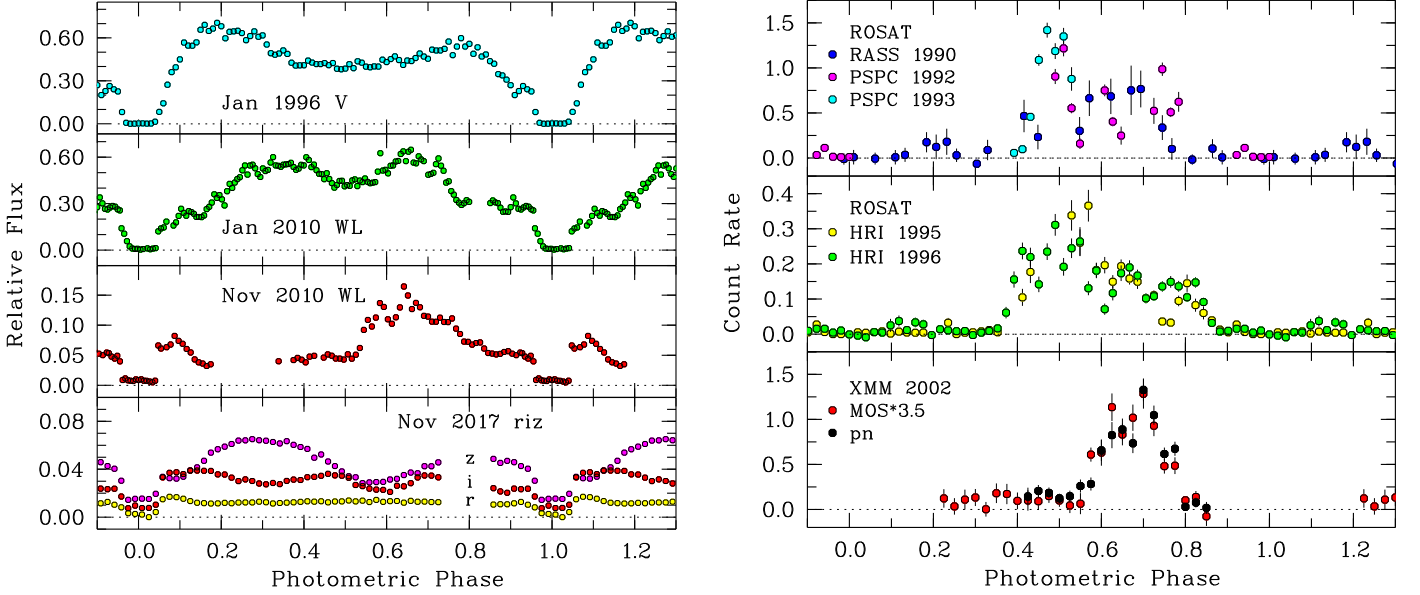 Relative Flux
0.60
0.30
0.00
Jan 1996 V
0.60
0.30
0.00
Jan 2010 WL
0.15
0.10
0.05
0.00
Nov 2010 WL
0.08
0.04
0.00
Nov 2017 riz
z
i
r
0.0 0.2 0.4 0.6 0.8 1.0 1.2
Photometric Phase
Count Rate
1.5
1.0
0.5
0.0
ROSAT
RASS 1990
PSPC 1992
PSPC 1993
0.4
0.3
0.2
0.1
0.0
ROSAT
HRI 1995
HRI 1996
1.5
1.0
0.5
0.0
XMM 2002
MOS*3.5
pn
0.0 0.2 0.4 0.6 0.8 1.0 1.2
Photometric Phase